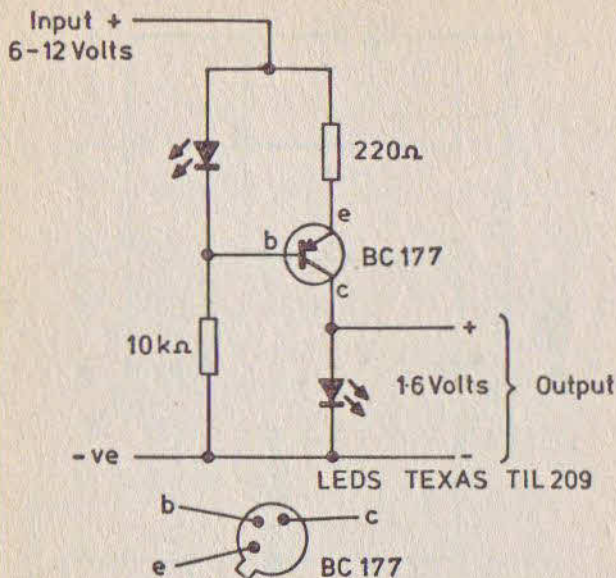 Input +
6-12 Volts
220Ω
e
b
BC 177
c
10kΩ
+
1·6 Volts
Output
-ve
-
LEDS TEXAS TIL 209
b
c
e
BC 177